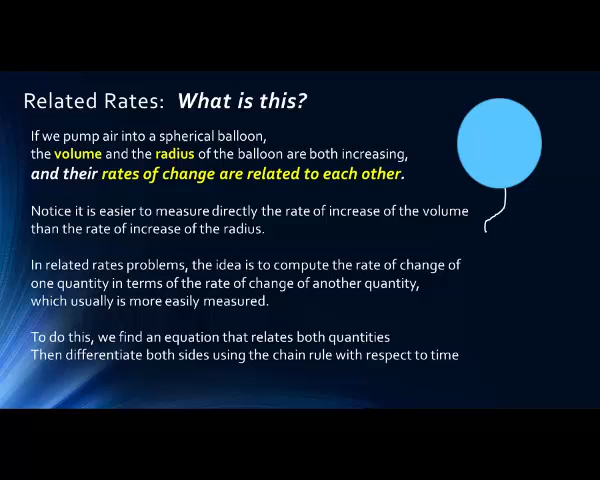 Related Rates: What is this?
If we pump air into a spherical balloon,
the volume and the radius of the balloon are both increasing,
and their rates of change are related to each other.
Notice it is easier to measure directly the rate of increase of the volume
than the rate of increase of the radius.
In related rates problems, the idea is to compute the rate of change of
one quantity in terms of the rate of change of another quantity,
which usually is more easily measured.
To do this, we find an equation that relates both quantities
Then differentiate both sides using the chain rule with respect to time